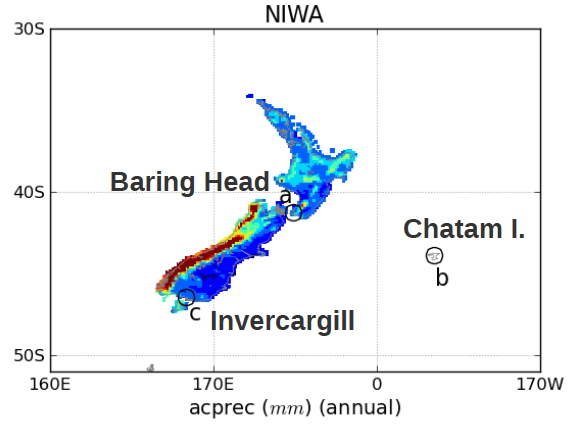 NIWA
30S
Baring Head
40S
a
Chatam I.
b
c
Invercargill
50S
160E 170E 0 170W
acprec (mm) (annual)